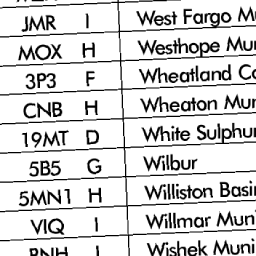 JMR I West Fargo Mu
MOX H Westhope Mun
3P3 F Wheatland Co
CNB H Wheaton Mun
19MT D White Sulphur
5B5 G Wilbur
5MN1 H Williston Basin
VIQ I Willmar Muni
BNH I Wishek Muni